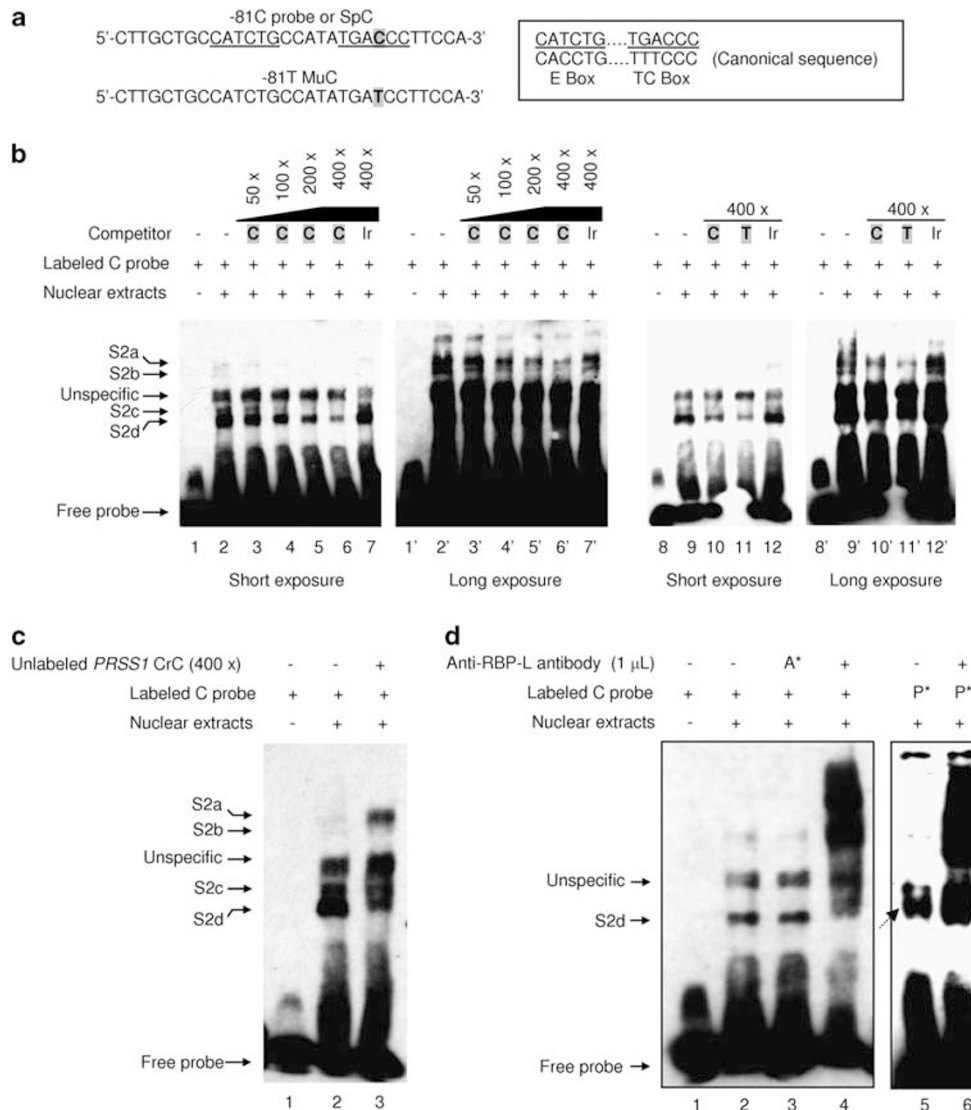 a
-81C probe or SpC
5'-CTTGCTGCCATCTGCCATATGACCCTTCCA-3'
-81T MuC
5'-CTTGCTGCCATCTGCCATATGATCCTTCCA-3'
CATCTG....TGACCC
CACCTG....TTTCCC
(Canonical sequence)
E Box TC Box
b
50 x 100 x 200 x 400 x 400 x 50 x 100 x 200 x 400 x 400 x 400 x 400 x
Competitor - - C C C C Ir - - C C C C Ir - - C T Ir - - C T Ir
Labeled C probe + + + + + + + + + + + + + + + + + + + + + + + +
Nuclear extracts - + + + + + + - + + + + + + - + + + + - + + + +
S2a
S2b
Unspecific
S2c
S2d
Free probe
1 2 3 4 5 6 7 1' 2' 3' 4' 5' 6' 7' 8 9 10 11 12 8' 9' 10' 11' 12'
Short exposure Long exposure Short exposure Long exposure
c
Unlabeled PRSS1 CrC (400 x) - - +
Labeled C probe + + +
Nuclear extracts - + +
S2a
S2b
Unspecific
S2c
S2d
Free probe
1 2 3
d
Anti-RBP-L antibody (1 µL) - - A* + - +
Labeled C probe + + + + P* P*
Nuclear extracts - + + + + +
Unspecific
S2d
Free probe
1 2 3 4 5 6